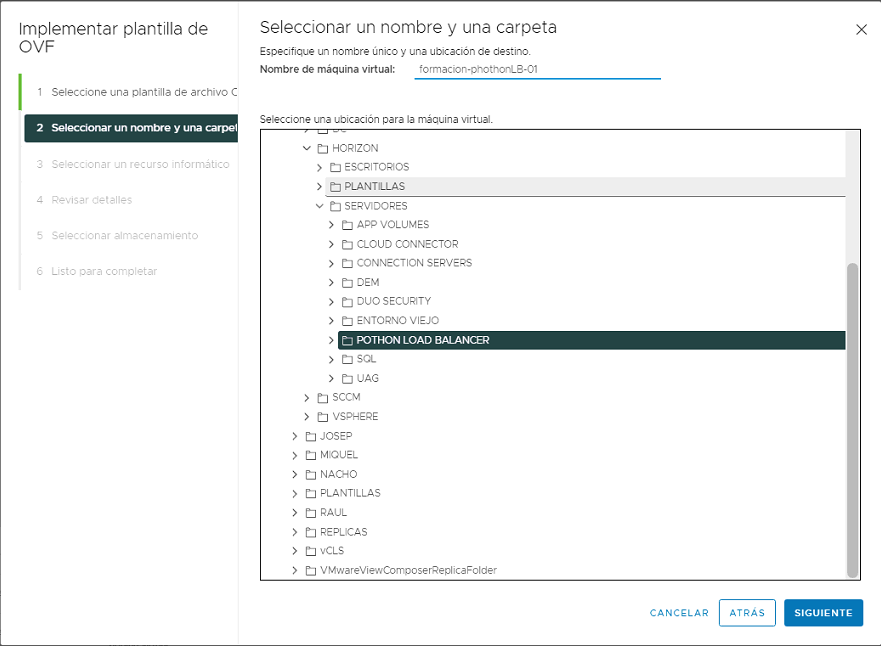 Implementar plantilla de
OVF
1 Seleccione una plantilla de archivo O
2 Seleccionar un nombre y una carpet
3 Seleccionar un recurso informático
4 Revisar detalles
5 Seleccionar almacenamiento
6 Listo para completar
Seleccionar un nombre y una carpeta
Especifique un nombre único y una ubicación de destino.
Nombre de máquina virtual: formacion-phothonLB-01
Seleccione una ubicación para la máquina virtual.
DC
HORIZON
ESCRITORIOS
PLANTILLAS
SERVIDORES
APP VOLUMES
CLOUD CONNECTOR
CONNECTION SERVERS
DEM
DUO SECURITY
ENTORNO VIEJO
POTHON LOAD BALANCER
SQL
UAG
SCCM
VSPHERE
JOSEP
MIQUEL
NACHO
PLANTILLAS
RAUL
REPLICAS
vCLS
VMwareViewComposerReplicaFolder
CANCELAR ATRÁS SIGUIENTE